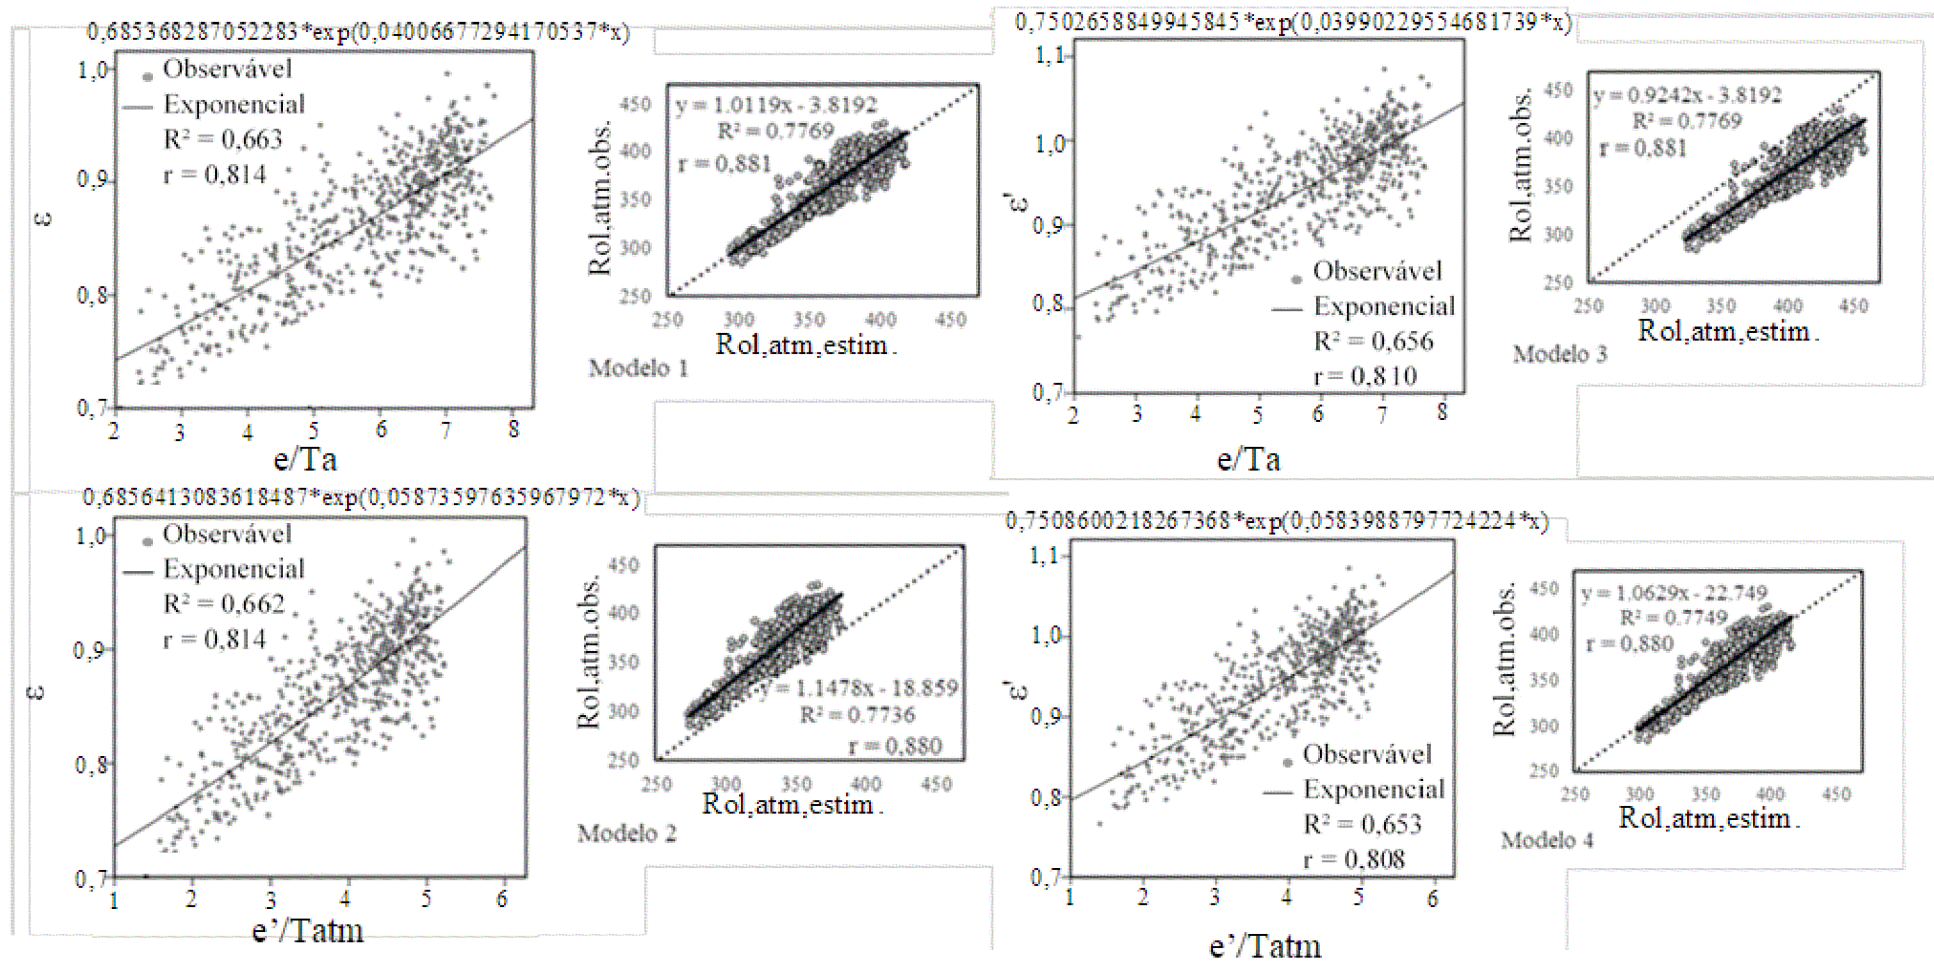 0,685368287052283*exp(0,040066772941 70537*x)
1,0
0,9
0,8
0,7
ε
Observável
Exponencial
R² = 0,663
r = 0,814
2 3 4 5 6 7 8
e/Ta
450
400
350
300
250
Rol,atm.obs.
y = 1.0119x - 3.8192
R² = 0.7769
r = 0,881
250 300 350 400 450
Rol,atm,estim.
Modelo 1
0,75026588499458 45*exp(0,03990229554681739*x)
1,1
1,0
0,9
0,8
0,7
ε'
Observável
Exponencial
R² = 0,656
r = 0,810
2 3 4 5 6 7 8
e/Ta
450
400
350
300
250
Rol,atm.obs.
y = 0.9242x - 3.8192
R² = 0.7769
r = 0,881
250 300 350 400 450
Rol,atm,estim.
Modelo 3
0,6856413083618487*exp(0,05873597635967972*x)
1,0
0,9
0,8
0,7
ε
Observável
Exponencial
R² = 0,662
r = 0,814
1 2 3 4 5 6
e’/Tatm
450
400
350
300
250
Rol,atm.obs.
y = 1.1478x - 18.859
R² = 0.7736
r = 0,880
250 300 350 400 450
Rol,atm,estim.
Modelo 2
0,7508600218267368*exp(0,0583988797724224*x)
1,1
1,0
0,9
0,8
0,7
ε'
Observável
Exponencial
R² = 0,653
r = 0,808
1 2 3 4 5 6
e’/Tatm
450
400
350
300
250
Rol,atm.obs.
y = 1.0629x - 22.749
R² = 0.7749
r = 0,880
250 300 350 400 450
Rol,atm,estim.
Modelo 4